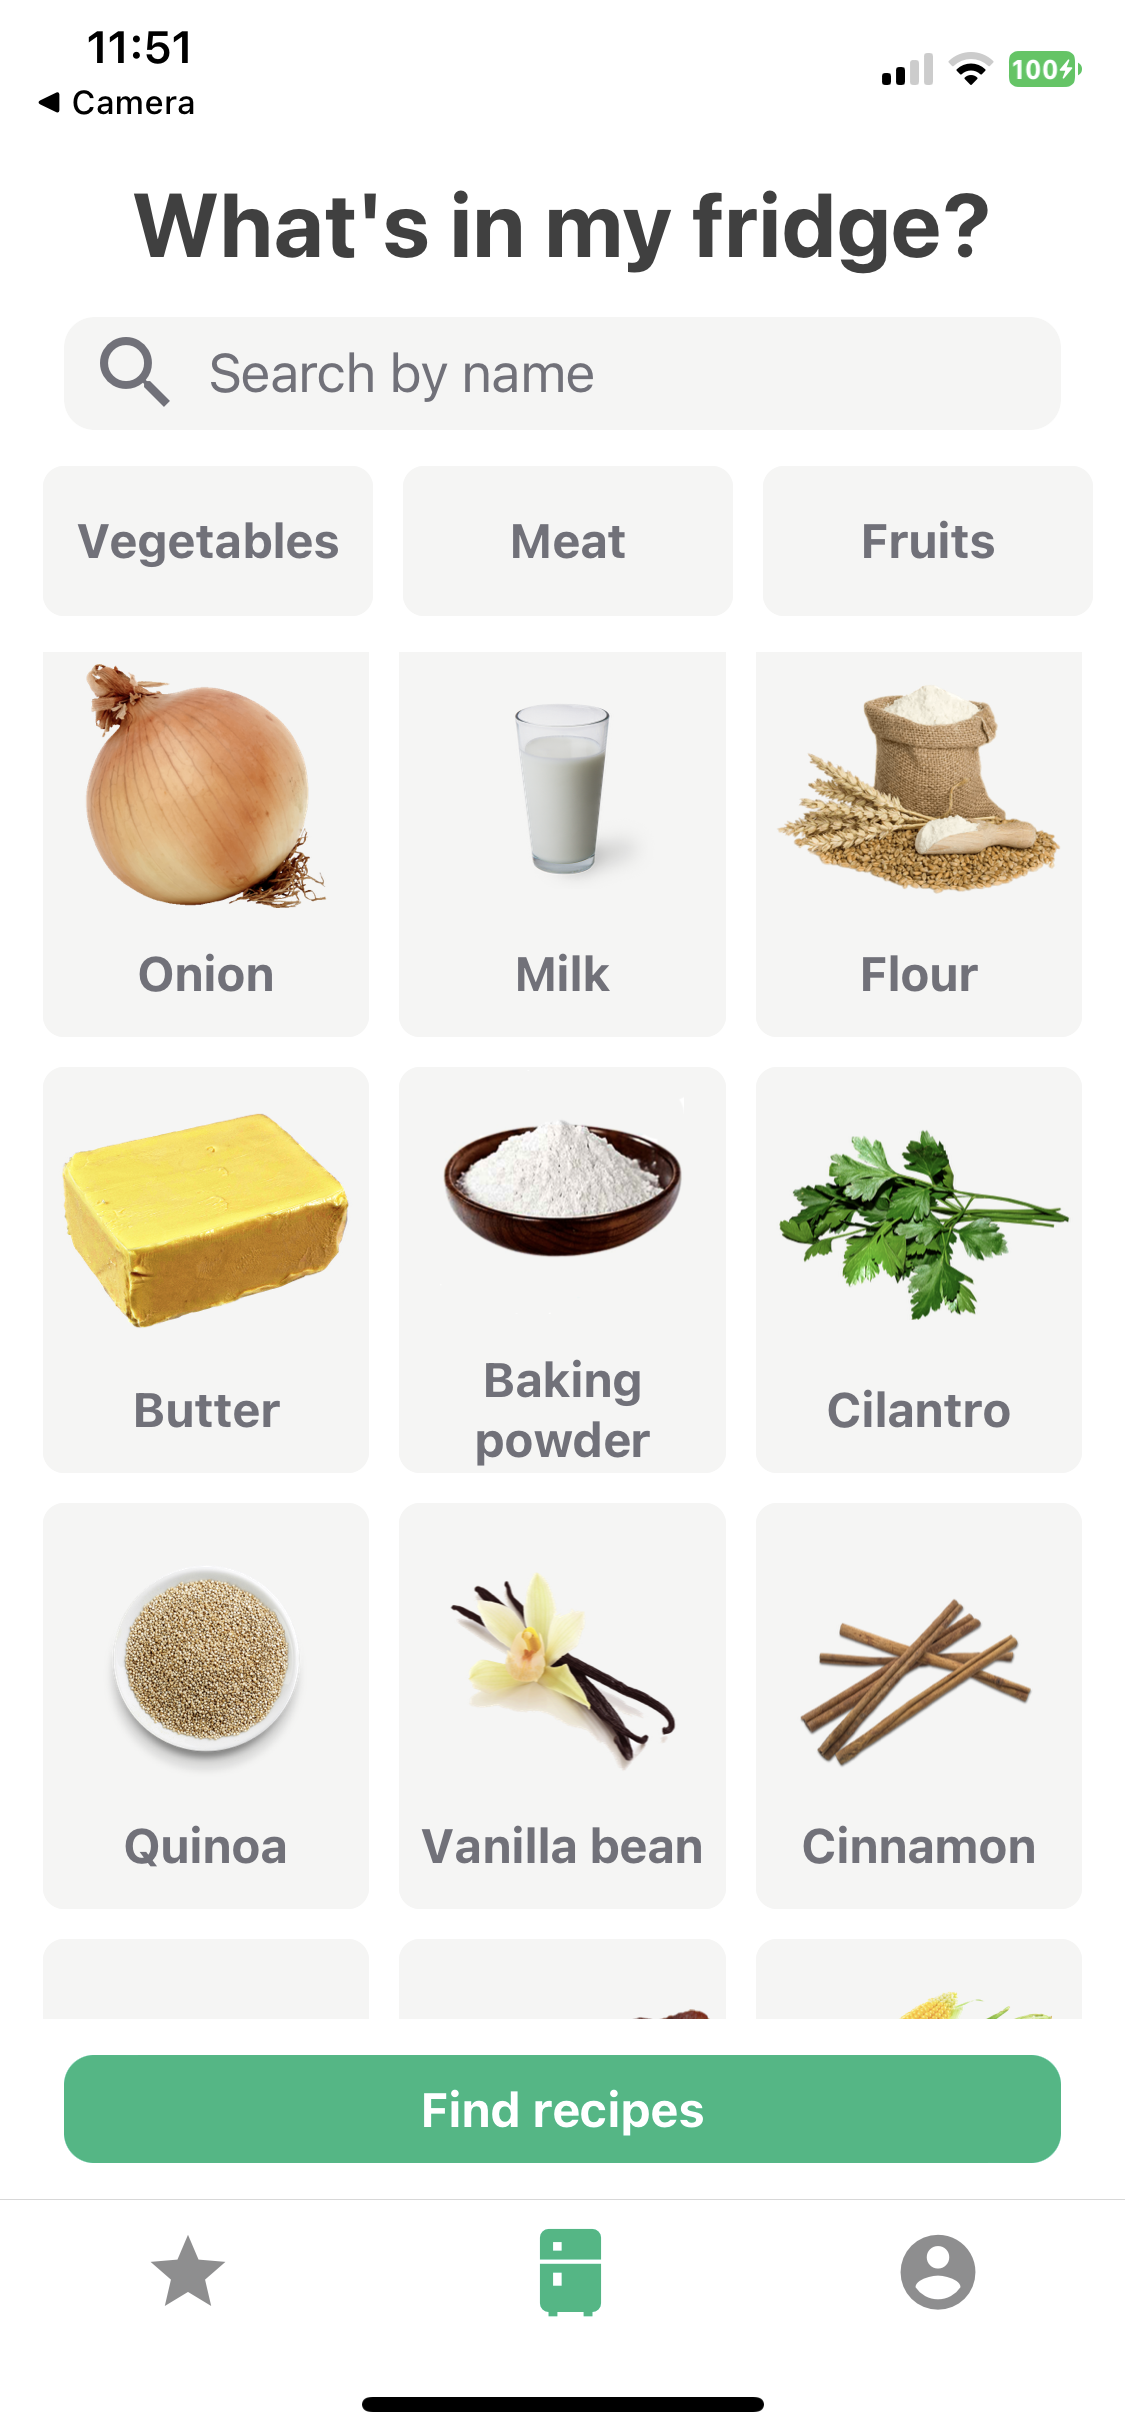 11:51
100
◀ Camera
What's in my fridge?
Search by name
Vegetables
Meat
Fruits
Onion
Milk
Flour
Butter
Baking
powder
Cilantro
Quinoa
Vanilla bean
Cinnamon
Find recipes